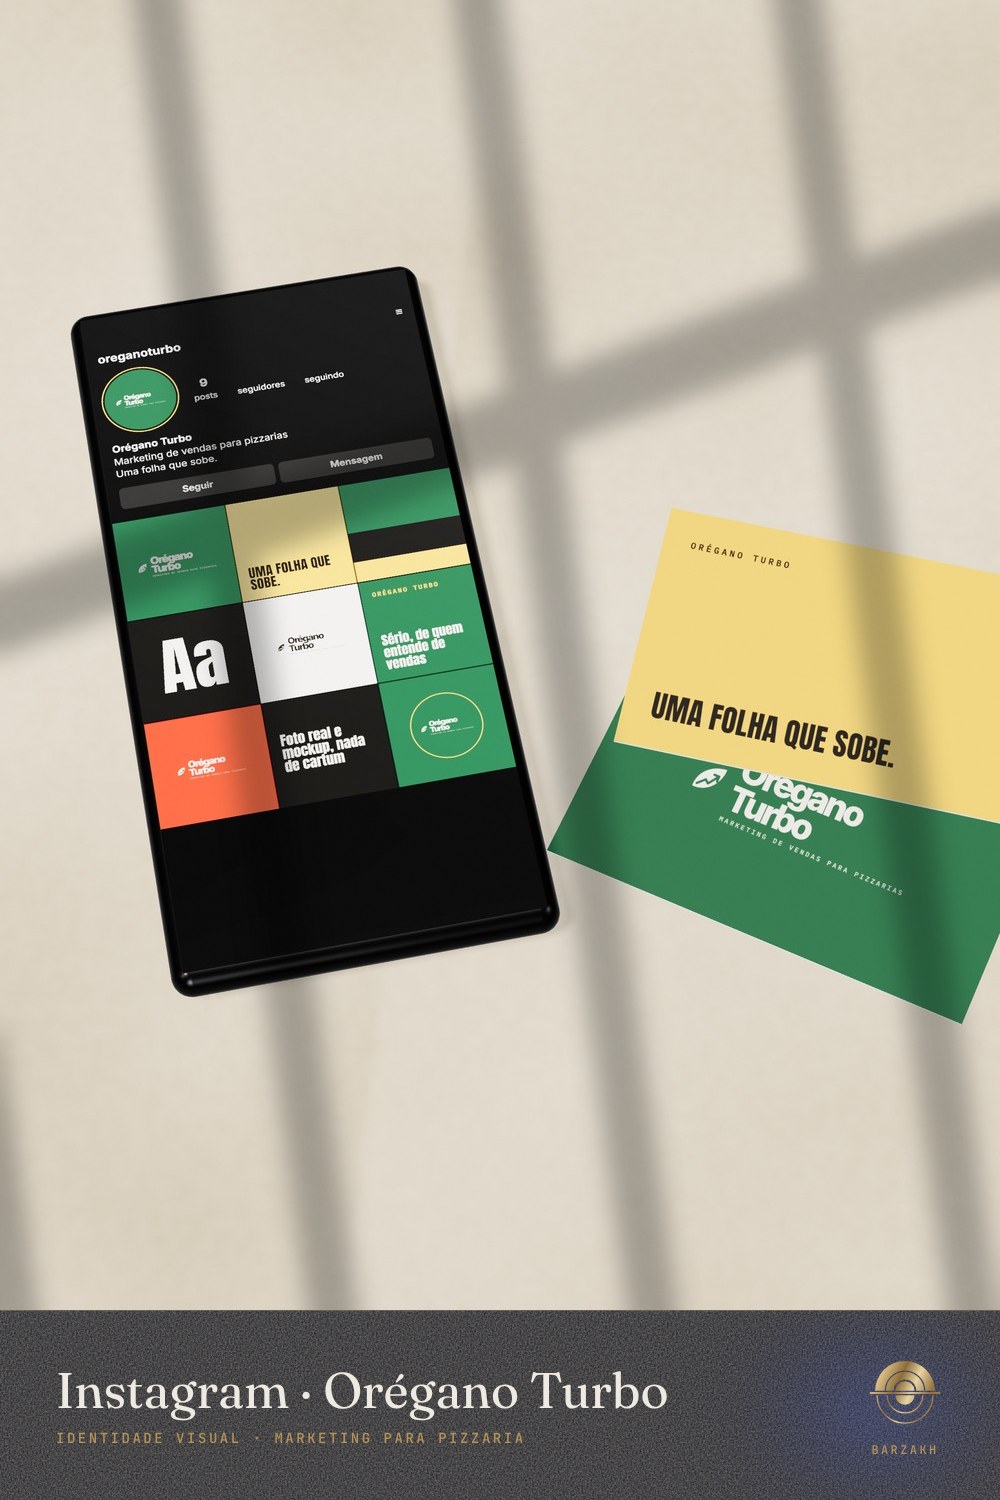 ≡
oreganoturbo
Orégano
Turbo
9
posts
seguidores
seguindo
Orégano Turbo
Marketing de vendas para pizzarias
Uma folha que sobe.
Seguir
Mensagem
Orégano
Turbo
UMA FOLHA QUE
SOBE.
Aa
Orégano
Turbo
ORÉGANO TURBO
Sério, de quem
entende de
vendas
Orégano
Turbo
Foto real e
mockup, nada
de cartum
Orégano
Turbo
ORÉGANO TURBO
UMA FOLHA QUE SOBE.
Orégano
Turbo
MARKETING DE VENDAS PARA PIZZARIAS
Instagram · Orégano Turbo
IDENTIDADE VISUAL · MARKETING PARA PIZZARIA
BARZAKH